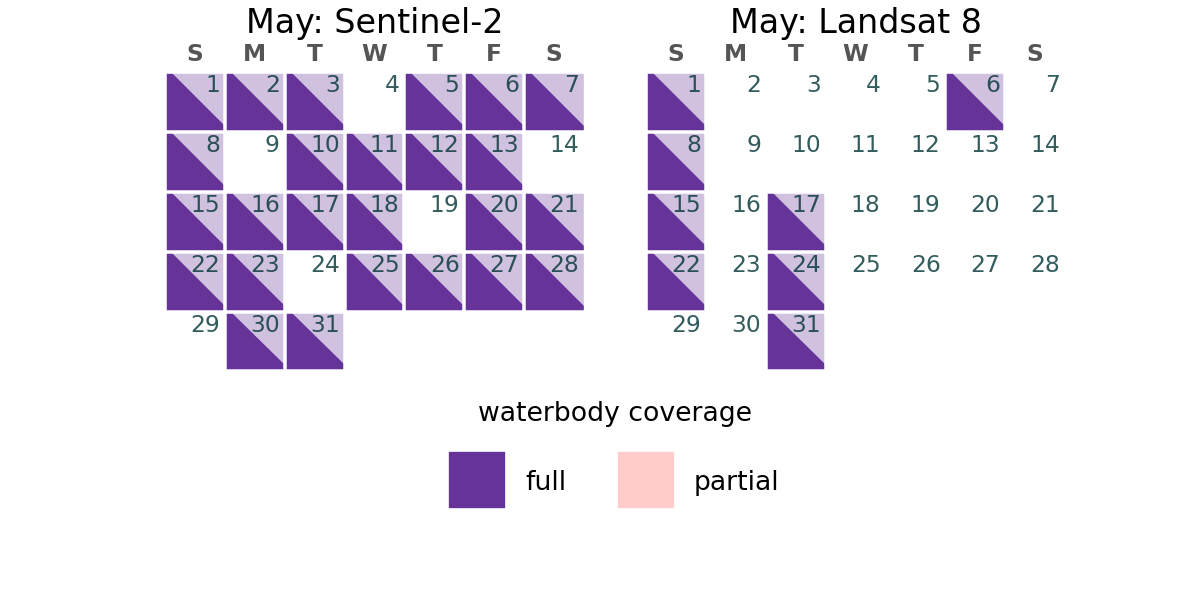 May: Sentinel-2
S M T W T F S
1 2 3 4 5 6 7
8 9 10 11 12 13 14
15 16 17 18 19 20 21
22 23 24 25 26 27 28
29 30 31
May: Landsat 8
S M T W T F S
1 2 3 4 5 6 7
8 9 10 11 12 13 14
15 16 17 18 19 20 21
22 23 24 25 26 27 28
29 30 31
waterbody coverage
full partial